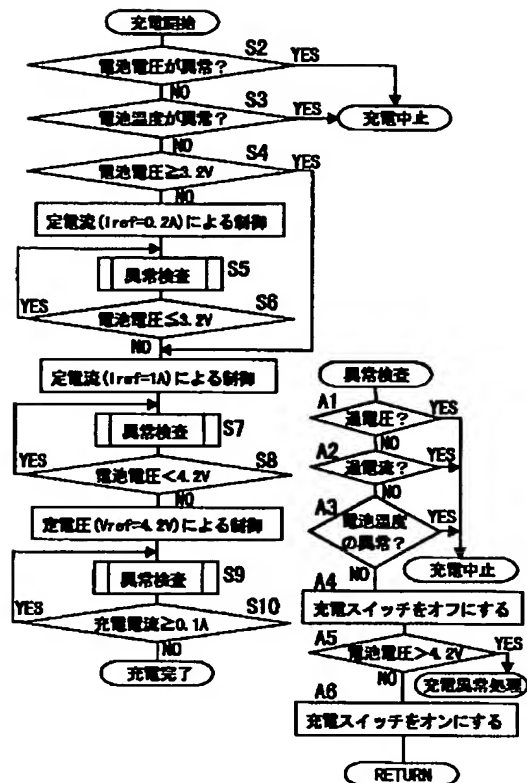 充電開始
S2
電池電圧が異常?
YES
NO
S3
電池温度が異常?
YES
充電中止
NO
S4
電池電圧≧3.2V
YES
NO
定電流(Iref=0.2A)による制御
異常検査
S5
S6
YES
電池電圧≦3.2V
NO
定電流(Iref=1A)による制御
異常検査
S7
YES
S8
電池電圧<4.2V
NO
定電圧(Vref=4.2V)による制御
異常検査
S9
YES
S10
充電電流≧0.1A
NO
充電完了
異常検査
A1
過電圧?
YES
NO
A2
過電流?
YES
NO
A3
電池温度
の異常?
YES
NO
充電中止
A4
充電スイッチをオフにする
A5
電池電圧>4.2V
YES
NO
充電異常処理
A6
充電スイッチをオンにする
RETURN